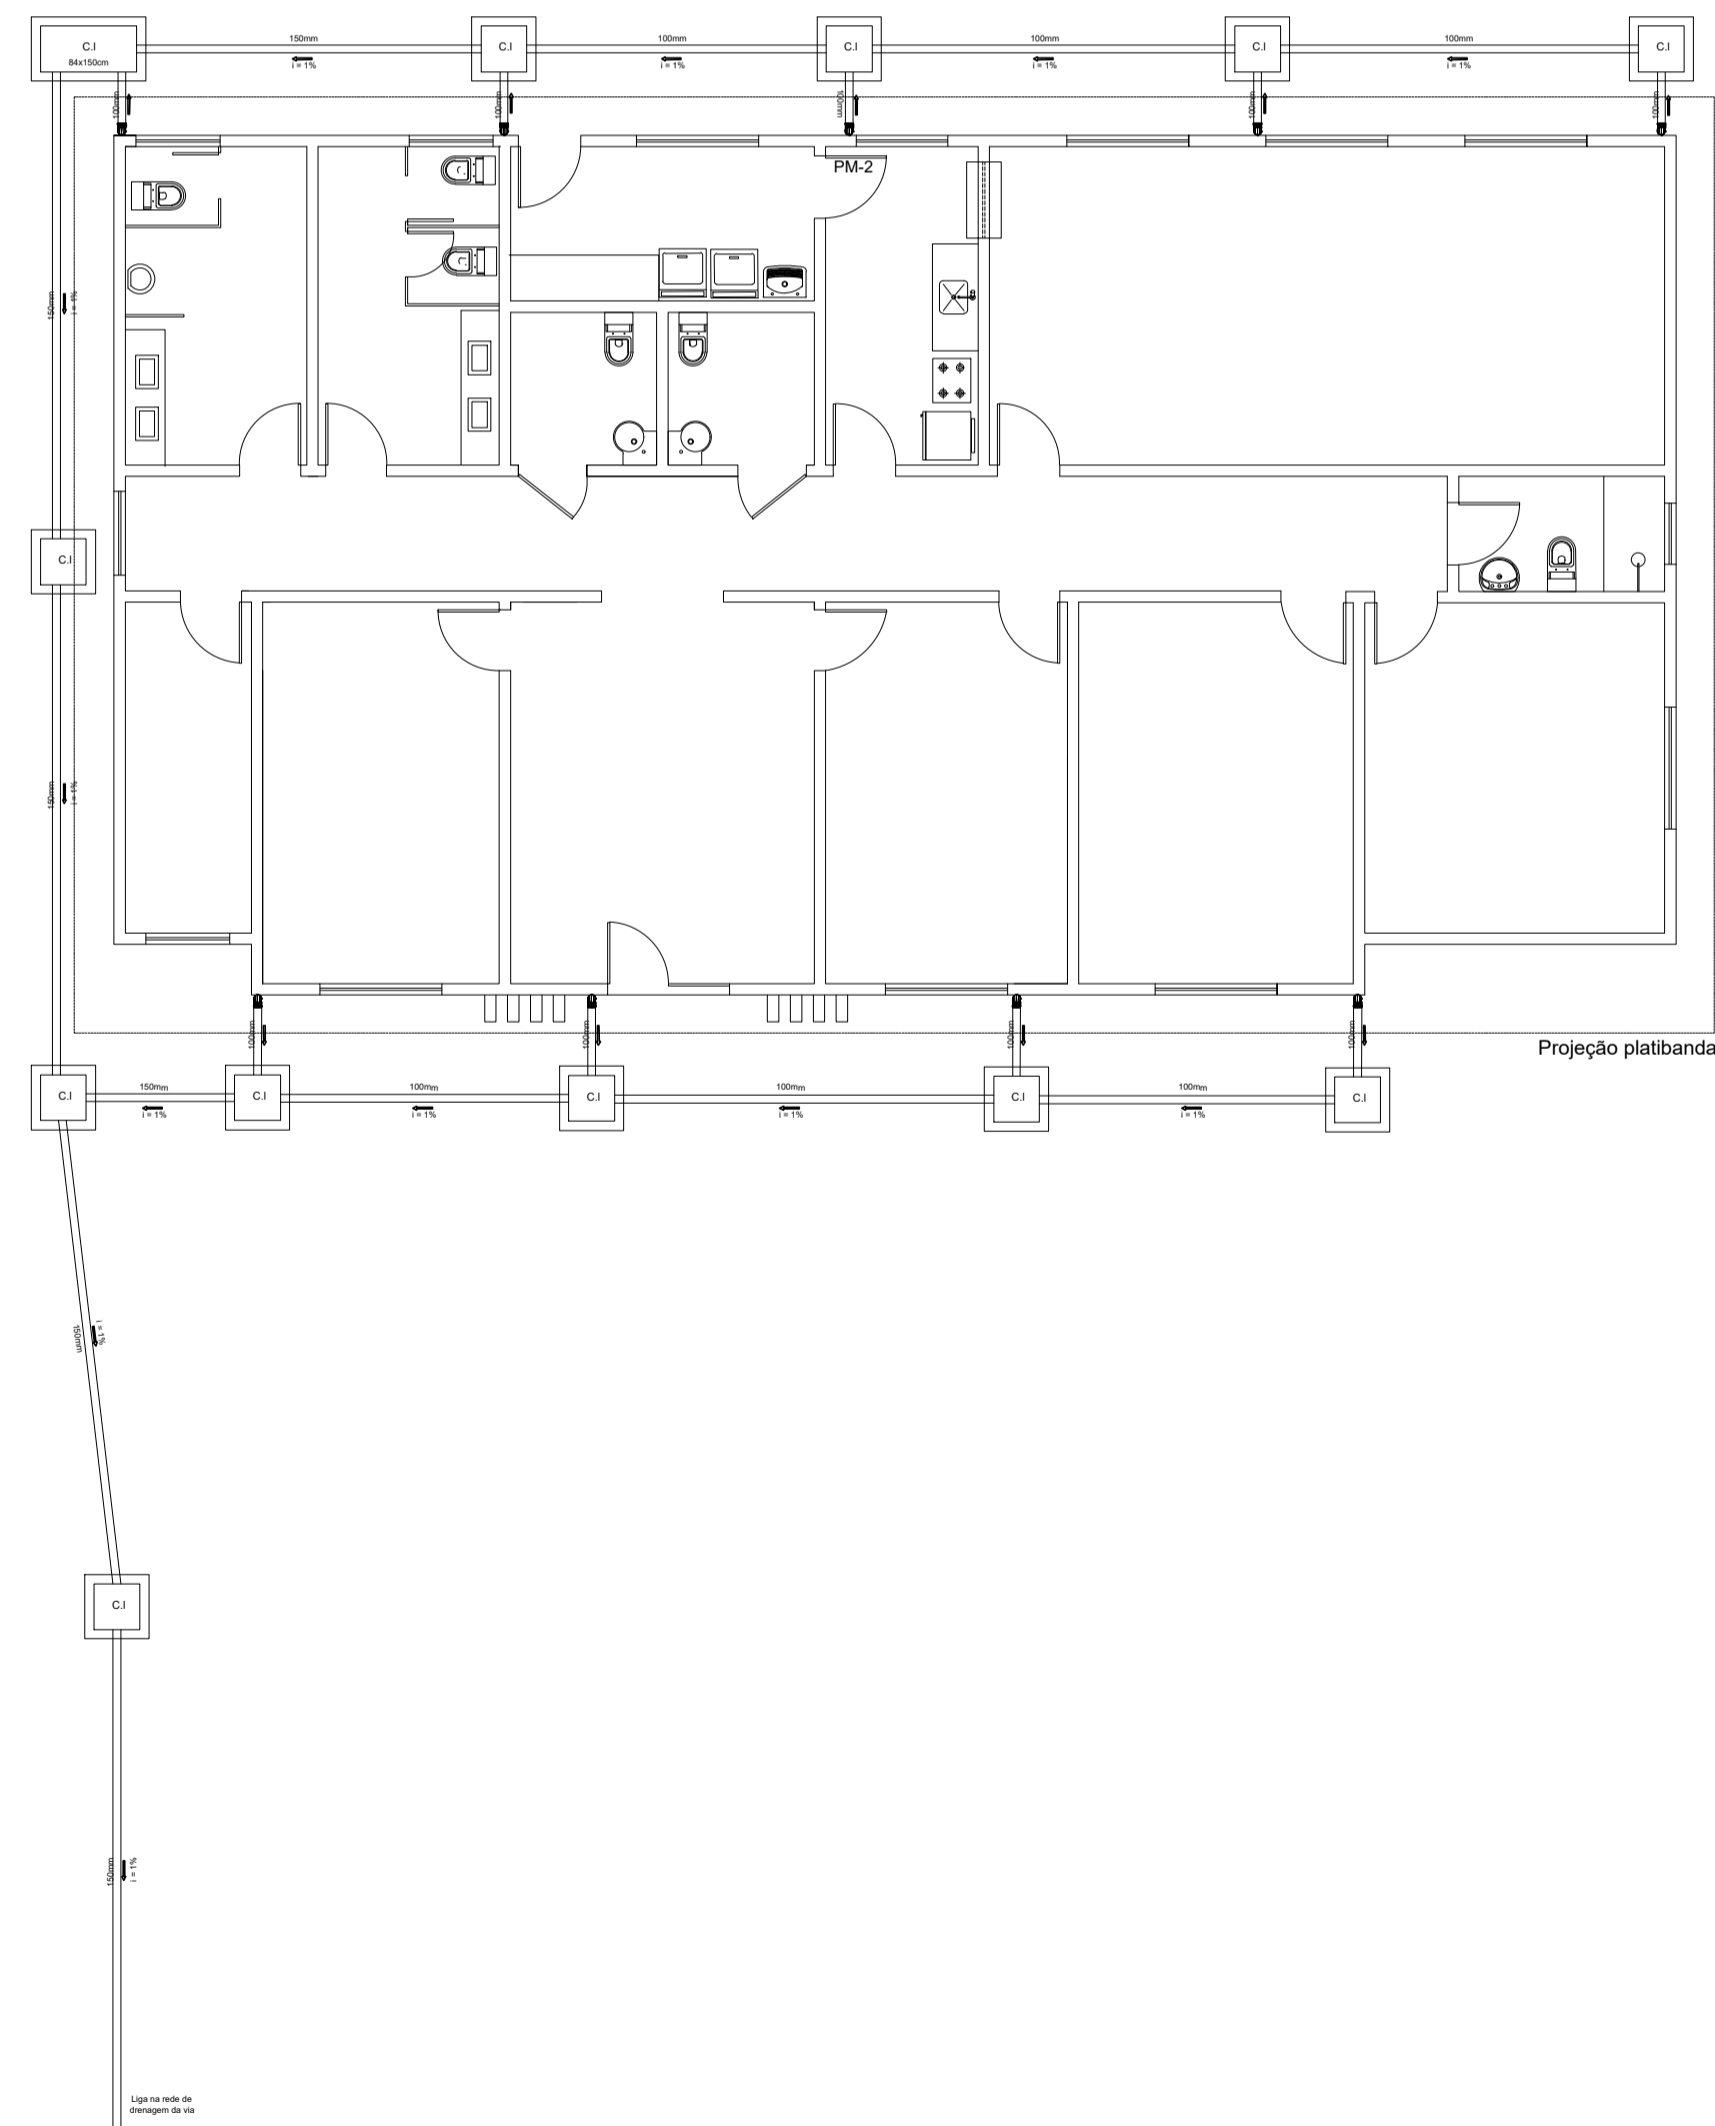 C.I
84x150cm
150mm
i = 1%
C.I
100mm
i = 1%
C.I
100mm
i = 1%
C.I
100mm
i = 1%
C.I
100mm
100mm
100mm
100mm
100mm
PM-2
150mm
i = 1%
C.I
150mm
i = 1%
100mm
100mm
100mm
100mm
Projeção platibanda
C.I
150mm
i = 1%
C.I
100mm
i = 1%
C.I
100mm
i = 1%
C.I
100mm
i = 1%
C.I
150mm
i = 1%
C.I
150mm
i = 1%
Liga na rede de
drenagem da via